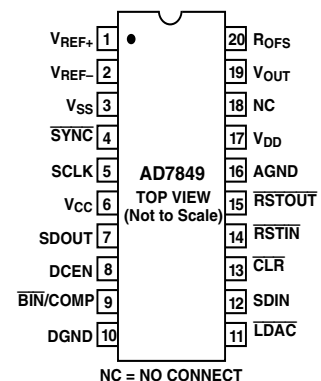 VREF+ 1 20 ROFS
VREF– 2 19 VOUT
VSS 3 18 NC
SYNC 4 17 VDD
SCLK 5 AD7849 16 AGND
VCC 6 TOP VIEW 15 RSTOUT
SDOUT 7 (Not to Scale) 14 RSTIN
DCEN 8 13 CLR
BIN/COMP 9 12 SDIN
DGND 10 11 LDAC
NC = NO CONNECT